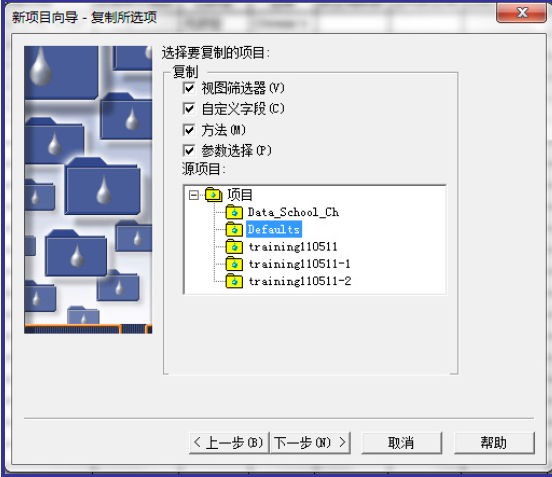 新项目向导 - 复制所选项
选择要复制的项目:
复制
视图筛选器(V)
自定义字段(C)
方法(M)
参数选择(P)
源项目:
项目
Data_School_Ch
Defaults
training110511
training110511-1
training110511-2
< 上一步(B) 下一步(N) > 取消 帮助